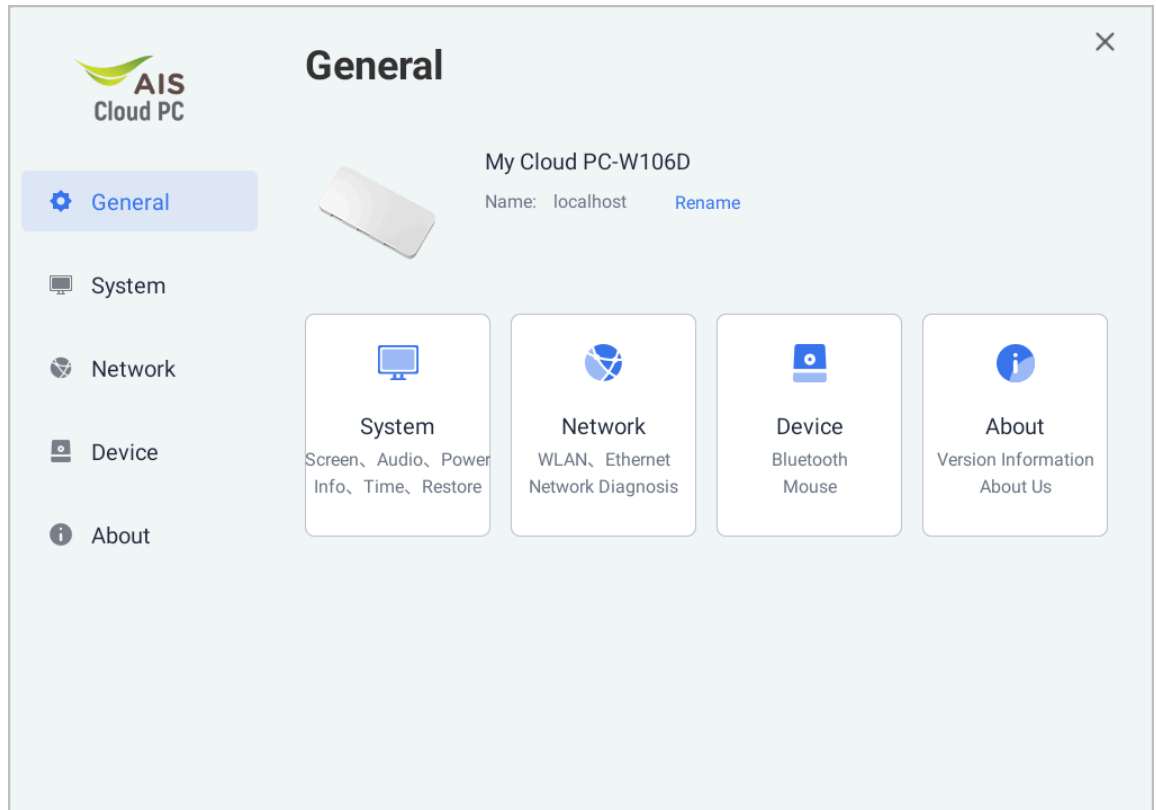 AIS
Cloud PC
General
System
Network
Device
About
General
My Cloud PC-W106D
Name: localhost Rename
System
Screen、Audio、Power
Info、Time、Restore
Network
WLAN、Ethernet
Network Diagnosis
Device
Bluetooth
Mouse
About
Version Information
About Us